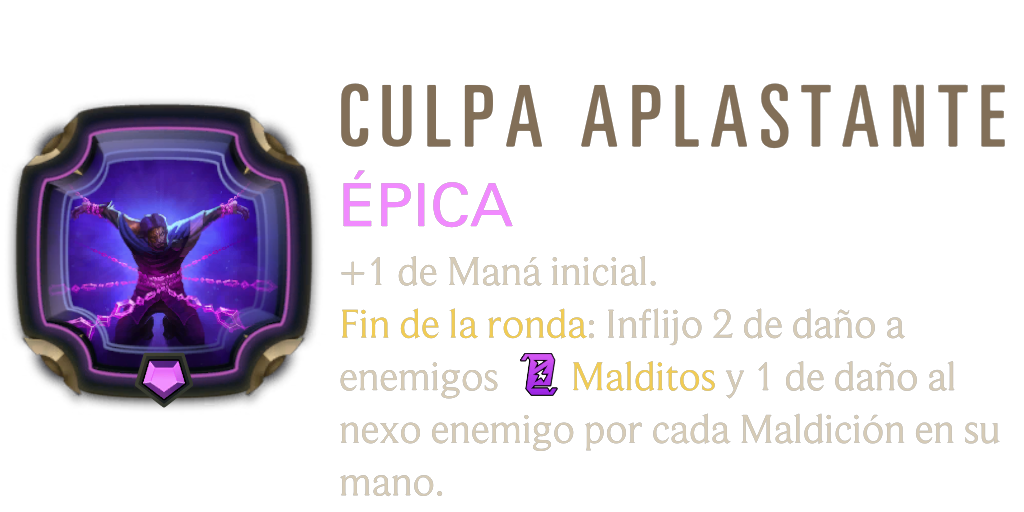 CULPA APLASTANTE
ÉPICA
+1 de Maná inicial.
Fin de la ronda: Inflijo 2 de daño a
enemigos Malditos y 1 de daño al
nexo enemigo por cada Maldición en su
mano.